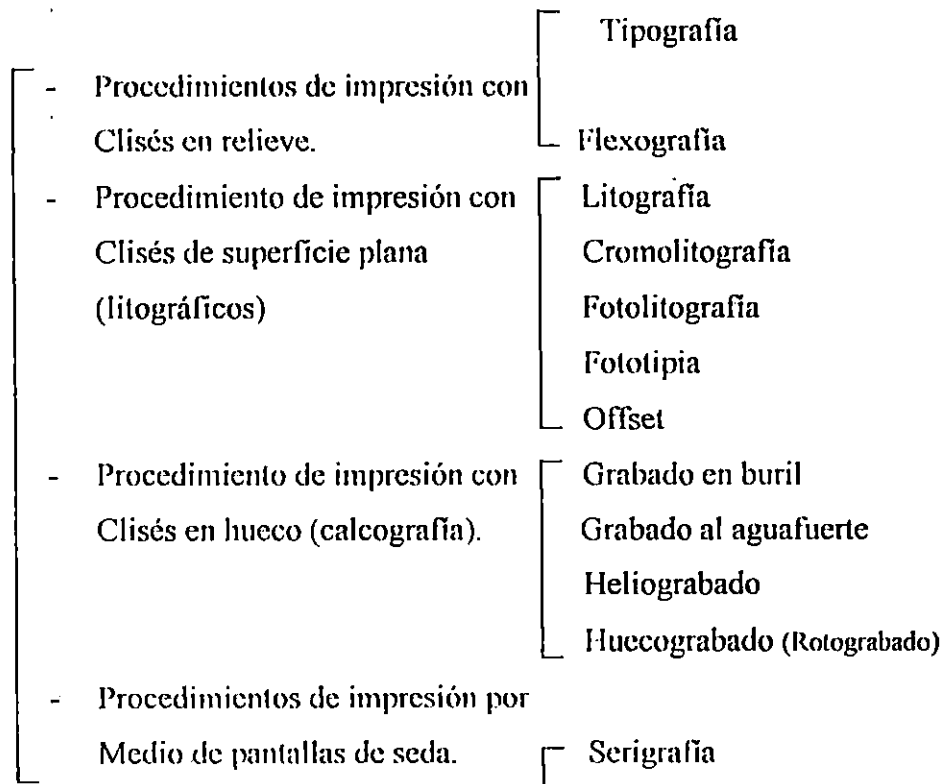 Tipografía
- Procedimientos de impresión con
Clisés en relieve.
Flexografía
- Procedimiento de impresión con
Clisés de superficie plana
(litográficos)
Litografía
Cromolitografía
Fotolitografía
Fototipia
Offset
- Procedimiento de impresión con
Clisés en hueco (calcografía).
Grabado en buril
Grabado al aguafuerte
Heliograbado
Huecograbado (Rotograbado)
- Procedimientos de impresión por
Medio de pantallas de seda.
Serigrafía